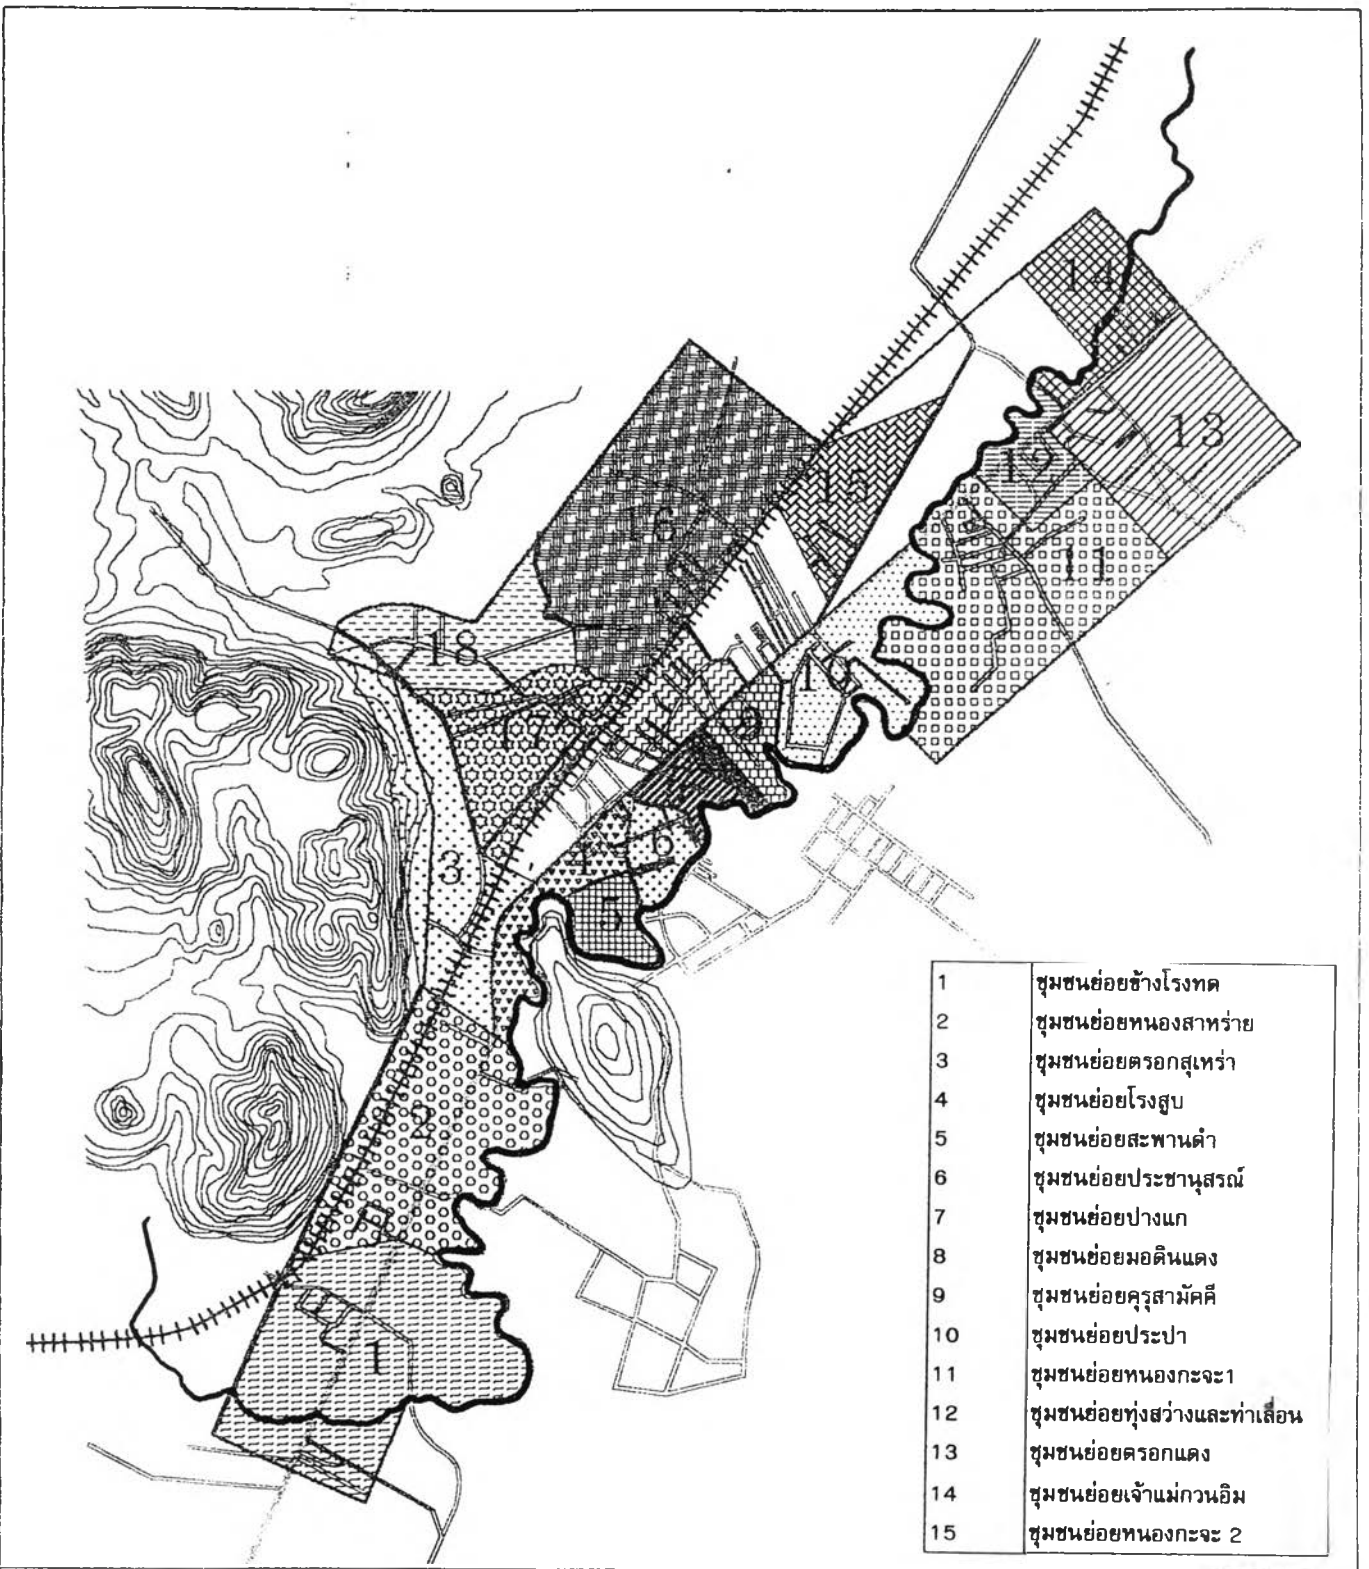 14
13
12
15
16
11
18
10
17
9
6
3
5
2
1
1 ชุมชนย่อยข้างโรงทด
2 ชุมชนย่อยหนองสาหร่าย
3 ชุมชนย่อยตรอกสุเหร่า
4 ชุมชนย่อยโรงสูบ
5 ชุมชนย่อยสะพานดำ
6 ชุมชนย่อยประชานุสรณ์
7 ชุมชนย่อยปางแก
8 ชุมชนย่อยมอดินแดง
9 ชุมชนย่อยคุรุสามัคคี
10 ชุมชนย่อยประปา
11 ชุมชนย่อยหนองกะจะ1
12 ชุมชนย่อยทุ่งสว่างและท่าเลื่อน
13 ชุมชนย่อยตรอกแดง
14 ชุมชนย่อยเจ้าแม่กวนอิม
15 ชุมชนย่อยหนองกะจะ 2